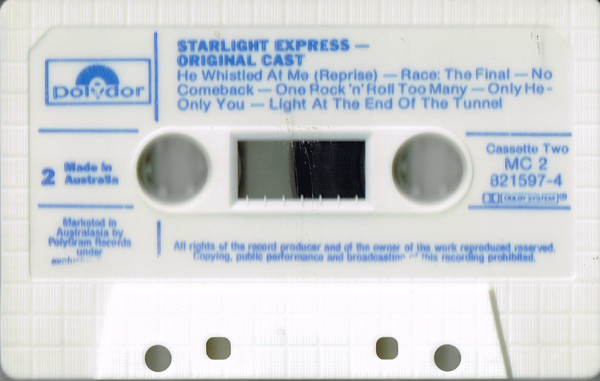 polydor
STARLIGHT EXPRESS —
ORIGINAL CAST
He Whistled At Me (Reprise) — Race: The Final — No
Comeback — One Rock 'n' Roll Too Many — Only He -
Only You — Light At The End Of The Tunnel
2 Made in
Australia
Cassette Two
MC 2
821597-4
DOLBY SYSTEM ®
Marketed in
Australasia by
PolyGram Records
under
All rights of the record producer and of the owner of the work reproduced reserved.
Copying, public performance and broadcasting of this recording prohibited.